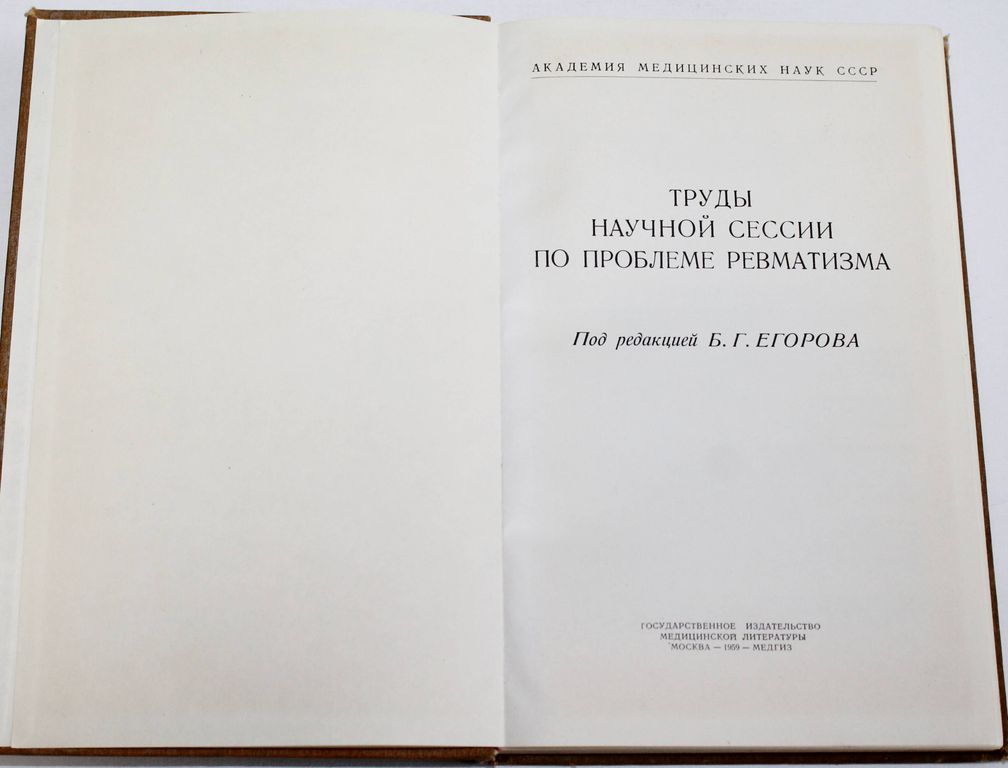 АКАДЕМИЯ МЕДИЦИНСКИХ НАУК СССР
ТРУДЫ
НАУЧНОЙ СЕССИИ
ПО ПРОБЛЕМЕ РЕВМАТИЗМА
Под редакцией Б. Г. ЕГОРОВА
ГОСУДАРСТВЕННОЕ ИЗДАТЕЛЬСТВО
МЕДИЦИНСКОЙ ЛИТЕРАТУРЫ
МОСКВА — 1959 — МЕДГИЗ